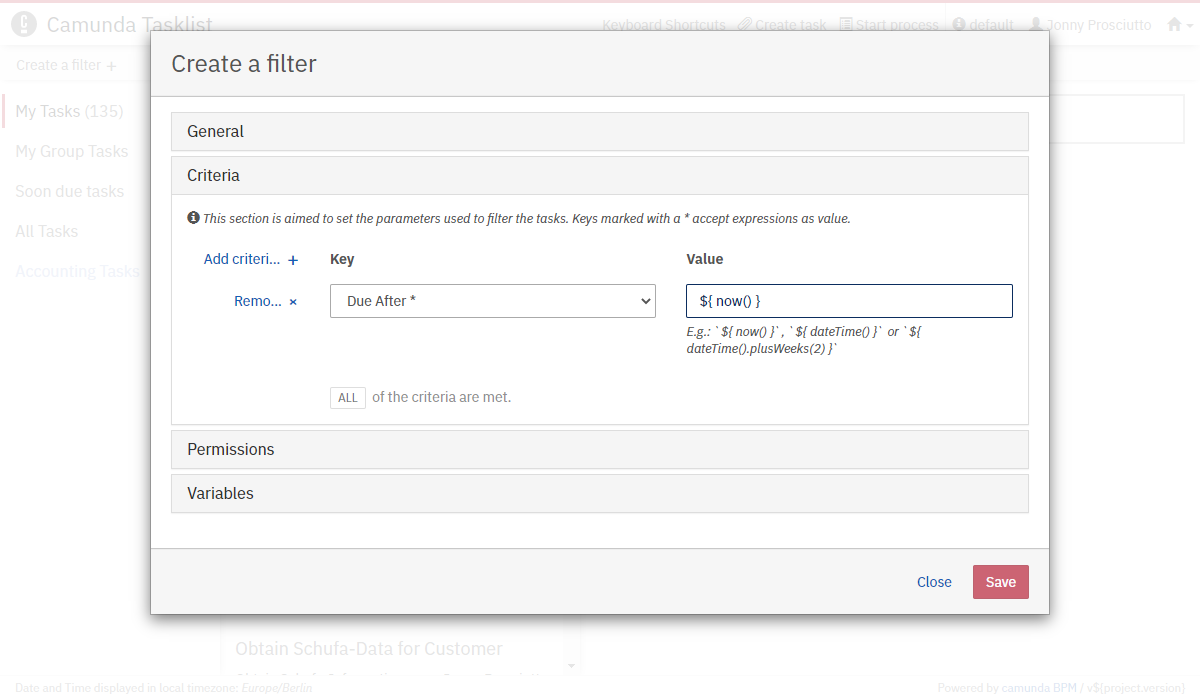 Camunda Tasklist
Keyboard Shortcuts Create task Start process default Jonny Prosciutto
Create a filter +
My Tasks (135)
My Group Tasks
Soon due tasks
All Tasks
Accounting Tasks
Create a filter
General
Criteria
This section is aimed to set the parameters used to filter the tasks. Keys marked with a * accept expressions as value.
Add criteri... + Key Value
Remo... × Due After * ${ now() }
E.g.: `${ now() }`, `${ dateTime() }` or `${
dateTime().plusWeeks(2) }`
ALL of the criteria are met.
Permissions
Variables
Close Save
Obtain Schufa-Data for Customer
Date and Time displayed in local timezone: Europe/Berlin Powered by camunda BPM / v${project.version}